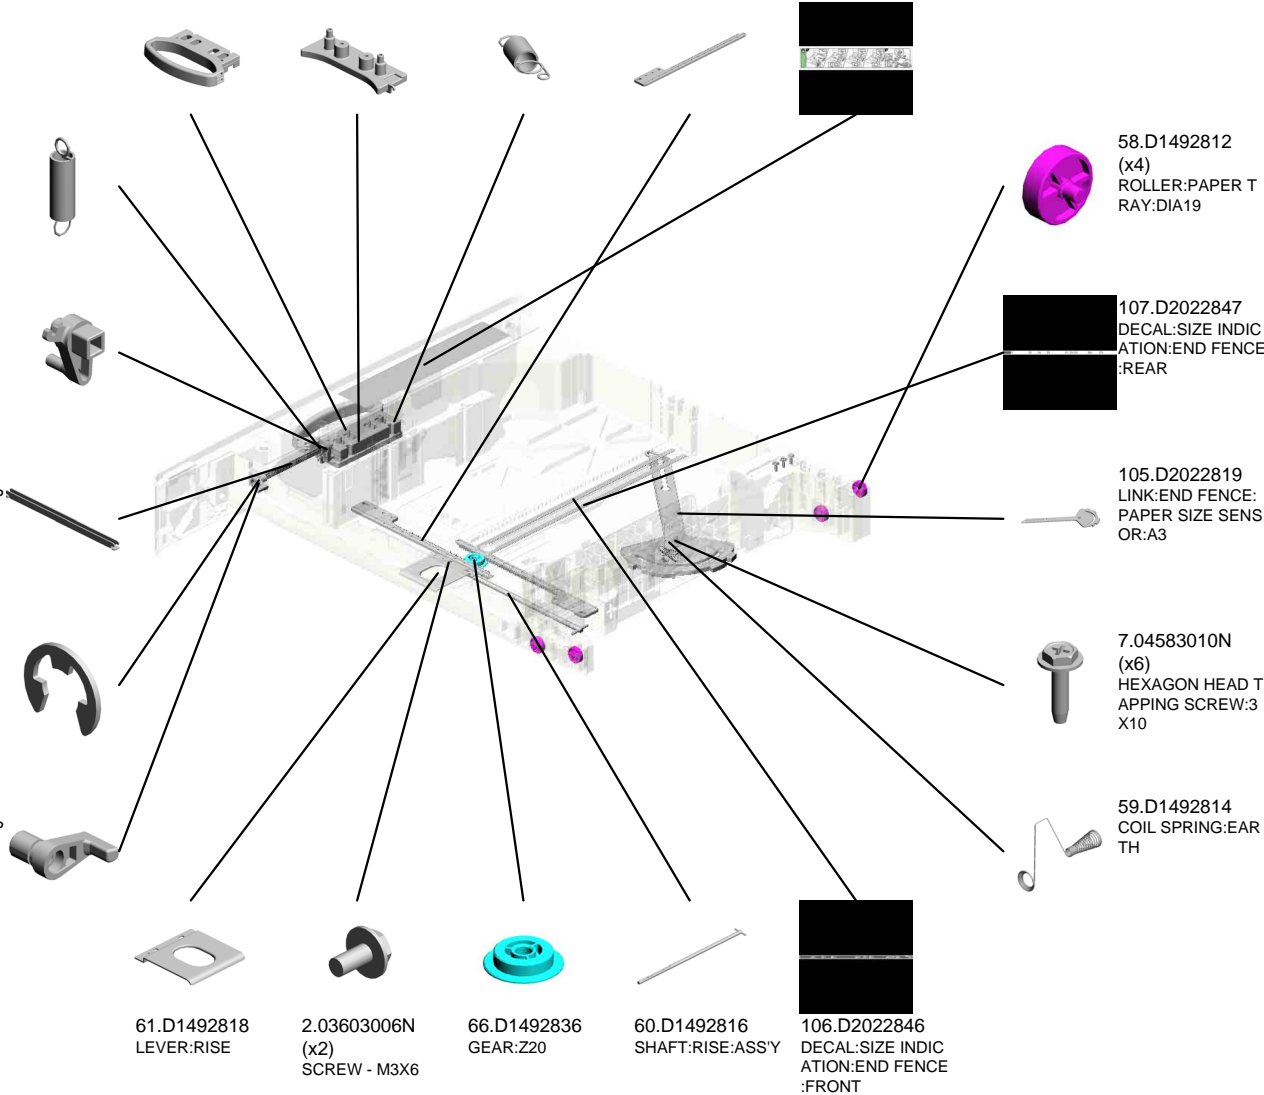 58.D1492812
(x4)
ROLLER:PAPER T
RAY:DIA19
107.D2022847
DECAL:SIZE INDIC
ATION:END FENCE
:REAR
105.D2022819
LINK:END FENCE:
PAPER SIZE SENS
OR:A3
7.04583010N
(x6)
HEXAGON HEAD T
APPING SCREW:3
X10
59.D1492814
COIL SPRING:EAR
TH
61.D1492818
LEVER:RISE
2.03603006N
(x2)
SCREW - M3X6
66.D1492836
GEAR:Z20
60.D1492816
SHAFT:RISE:ASS'Y
106.D2022846
DECAL:SIZE INDIC
ATION:END FENCE
:FRONT